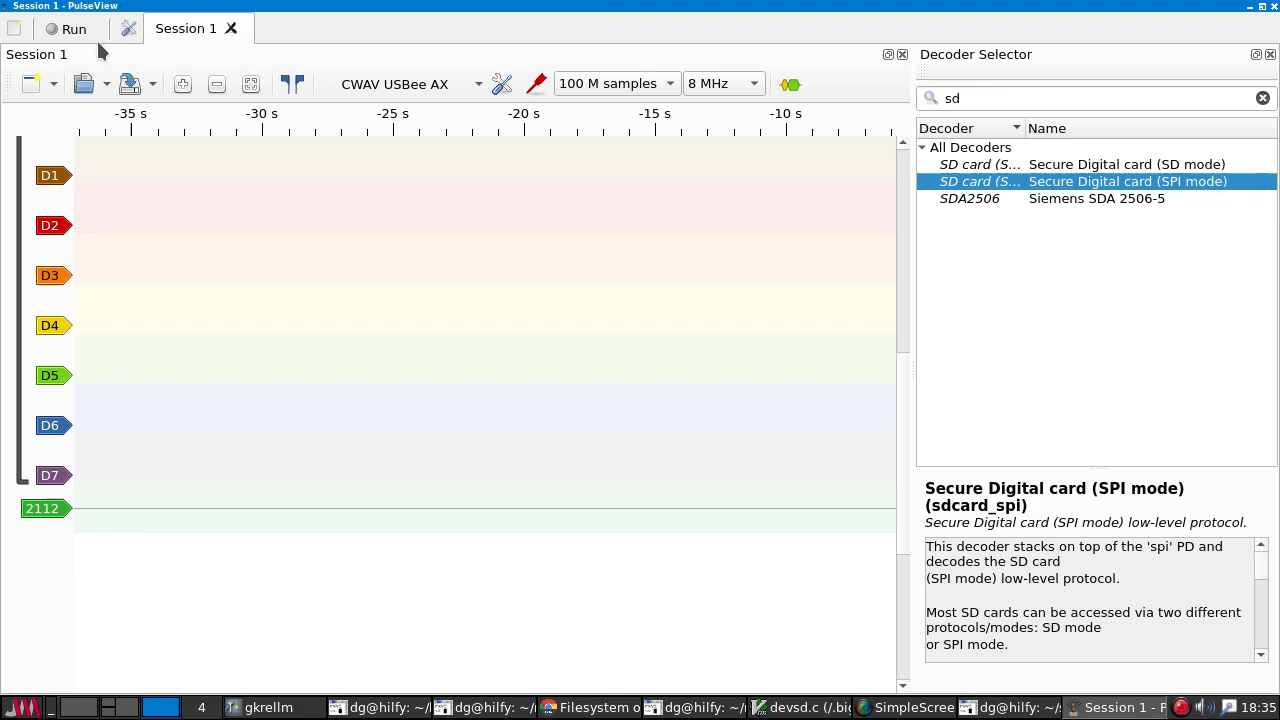 Session 1 - PulseView
Run
Session 1
Session 1
Decoder Selector
CWAV USBee AX
100 M samples
8 MHz
sd
-35 s
-30 s
-25 s
-20 s
-15 s
-10 s
Decoder
Name
All Decoders
SD card (S...
Secure Digital card (SD mode)
SD card (S...
Secure Digital card (SPI mode)
SDA2506
Siemens SDA 2506-5
D1
D2
D3
D4
D5
D6
D7
2112
Secure Digital card (SPI mode)
(sdcard_spi)
Secure Digital card (SPI mode) low-level protocol.
This decoder stacks on top of the 'spi' PD and
decodes the SD card
(SPI mode) low-level protocol.
Most SD cards can be accessed via two different
protocols/modes: SD mode
or SPI mode.
4
gkrellm
dg@hilfy: ~/
dg@hilfy: ~/
Filesystem o
dg@hilfy: ~/
devsd.c (/.big
SimpleScree
dg@hilfy: ~/
Session 1 - P
18:35